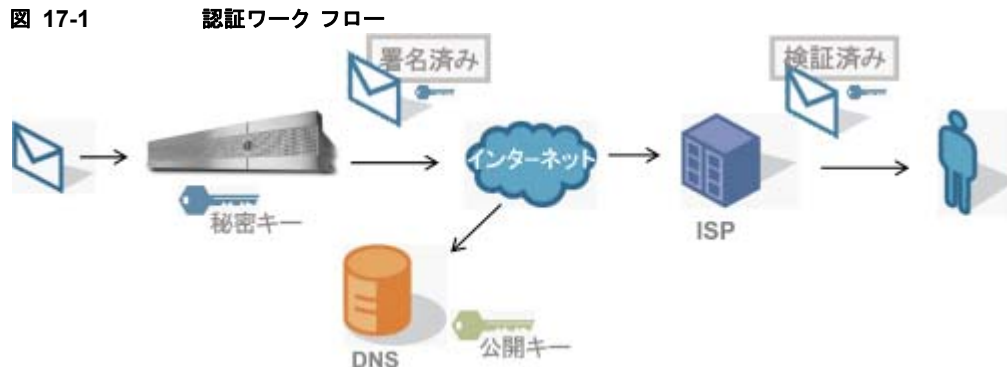 図 17-1 認証ワーク フロー
署名済み
検証済み
インターネット
秘密キー
ISP
DNS
公開キー